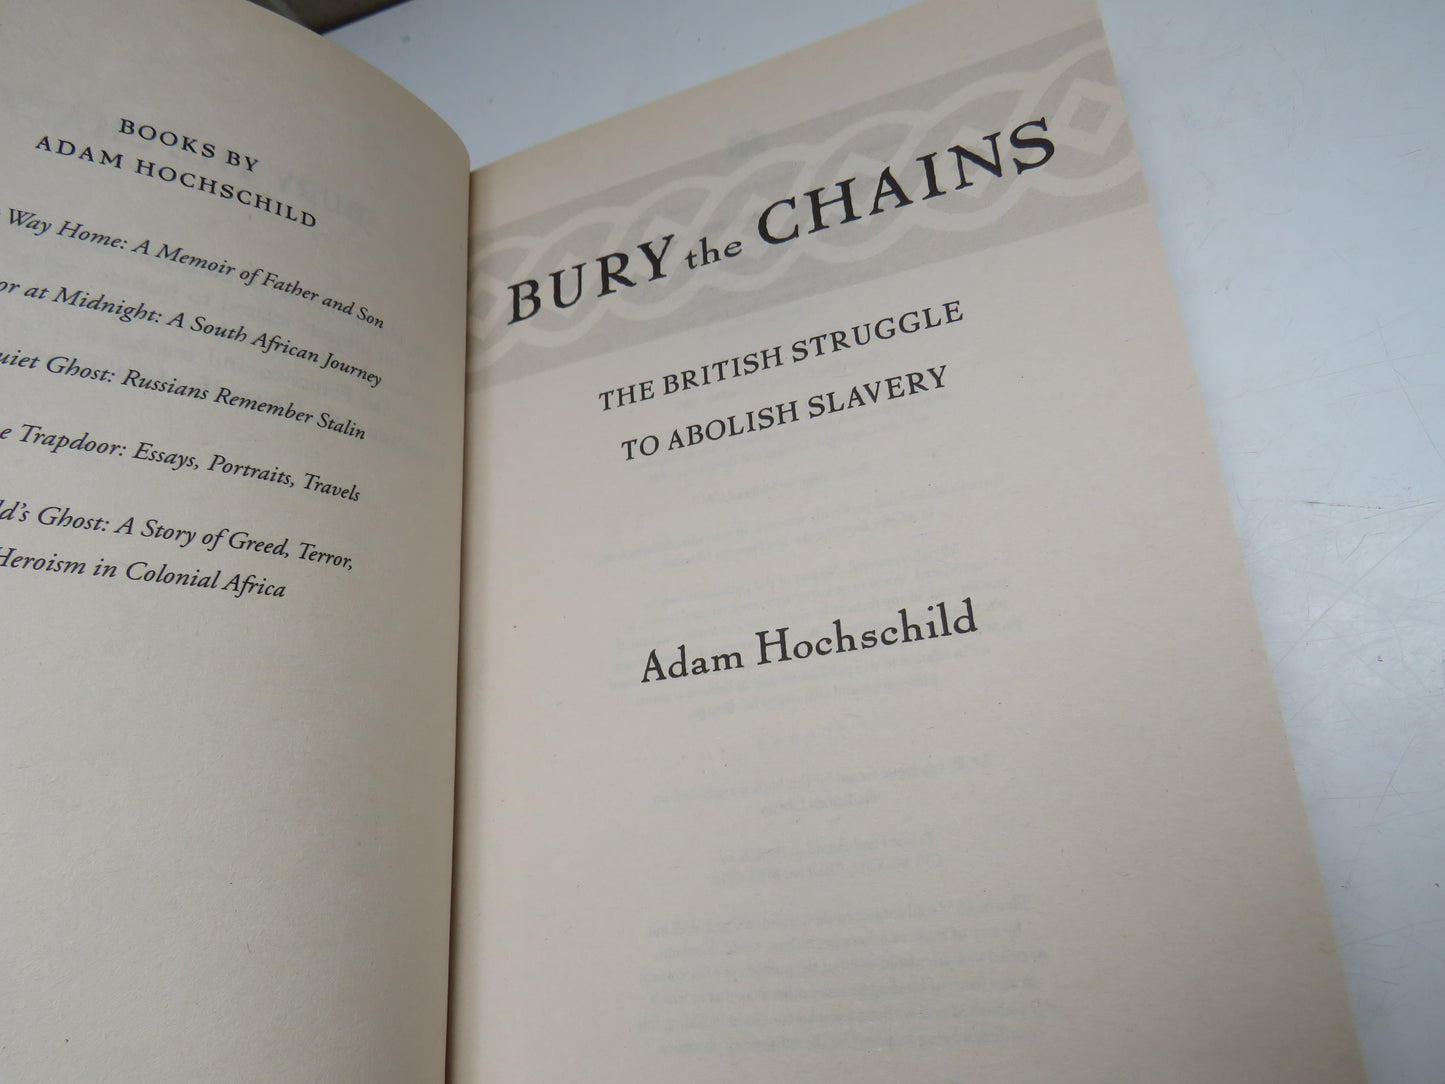 BOOKS BY
ADAM HOCHSCHILD
Way Home: A Memoir of Father and Son
or at Midnight: A South African Journey
uiet Ghost: Russians Remember Stalin
e Trapdoor: Essays, Portraits, Travels
ld's Ghost: A Story of Greed, Terror,
Heroism in Colonial Africa
BURY the CHAINS
THE BRITISH STRUGGLE
TO ABOLISH SLAVERY
Adam Hochschild